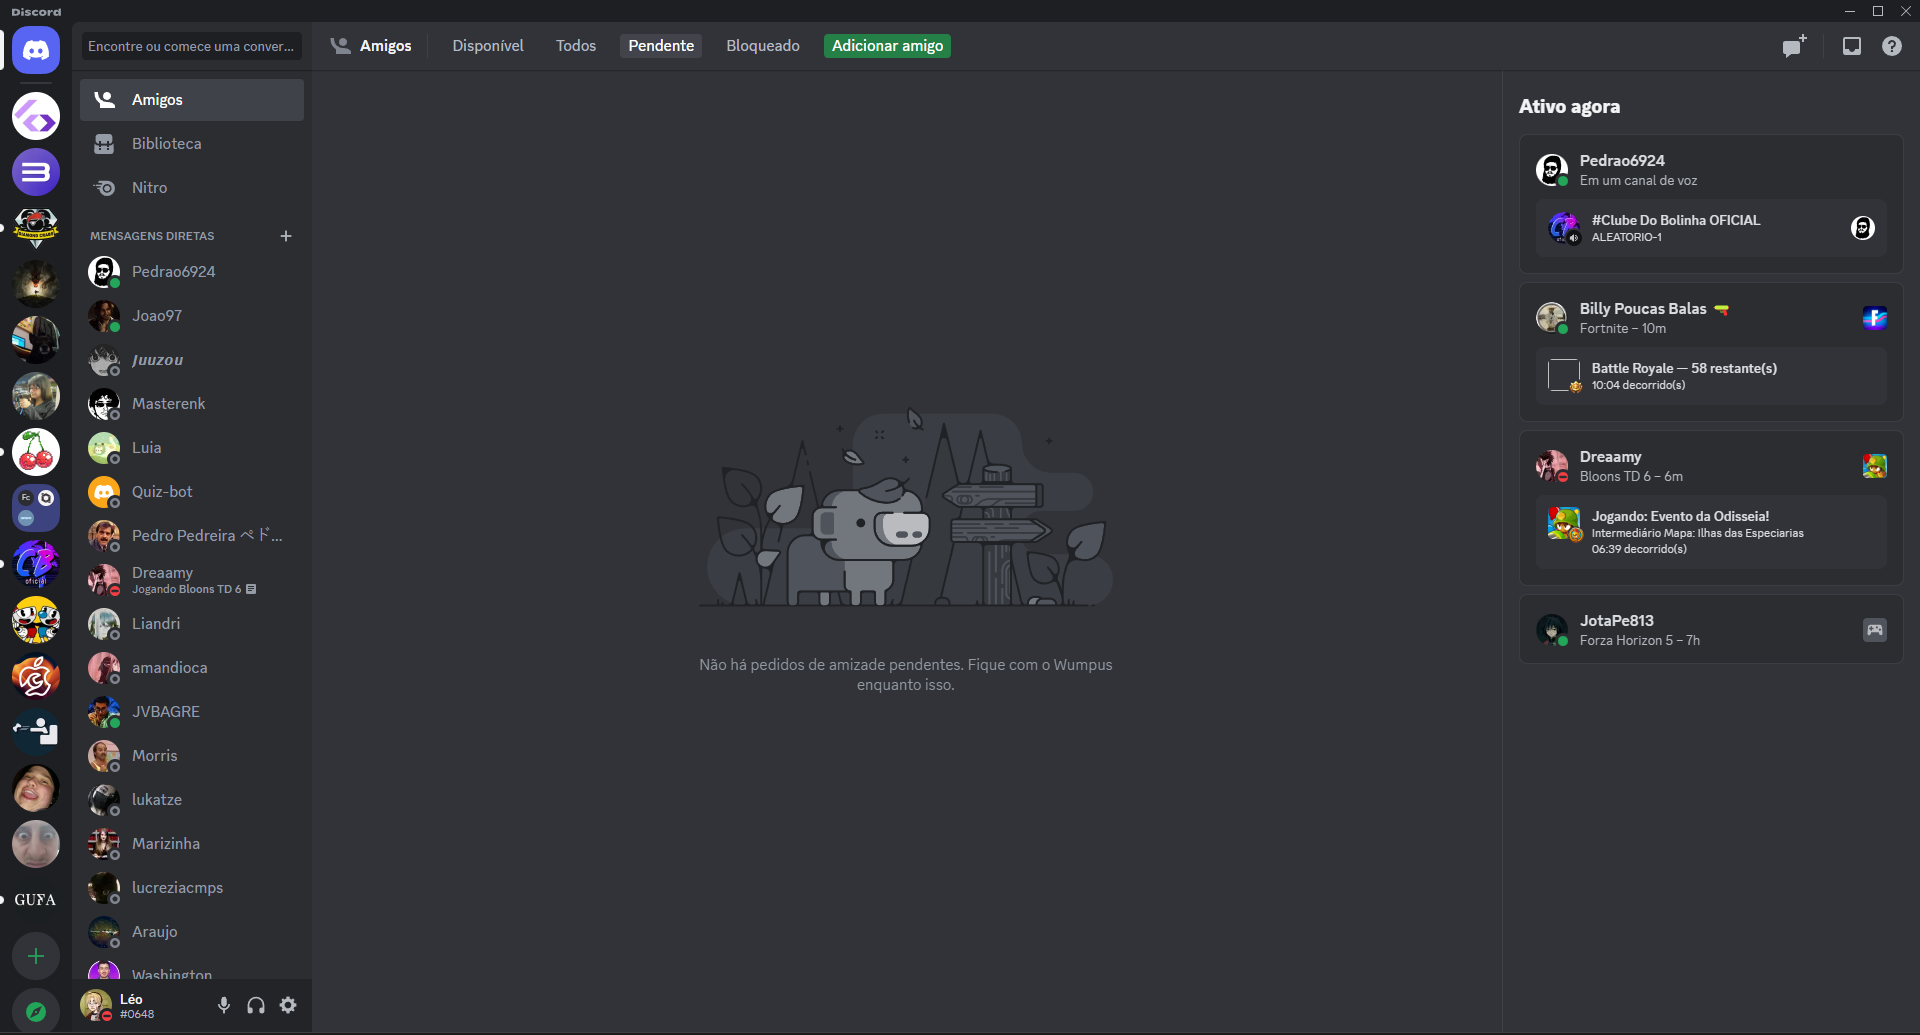 Discord
Encontre ou comece uma conver...
Amigos
Disponível
Todos
Pendente
Bloqueado
Adicionar amigo
Amigos
Biblioteca
Nitro
MENSAGENS DIRETAS
Pedrao6924
Joao97
Juuzou
Masterenk
Luia
Quiz-bot
Pedro Pedreira ペド...
Dreaamy
Jogando Bloons TD 6
Liandri
amandioca
JVBAGRE
Morris
lukatze
Marizinha
lucreziacmps
Araujo
Washington
Léo
#0648
GUFA
Fc
Não há pedidos de amizade pendentes. Fique com o Wumpus
enquanto isso.
Ativo agora
Pedrao6924
Em um canal de voz
#Clube Do Bolinha OFICIAL
ALEATORIO-1
Billy Poucas Balas
Fortnite – 10m
Battle Royale — 58 restante(s)
10:04 decorrido(s)
Dreaamy
Bloons TD 6 – 6m
Jogando: Evento da Odisseia!
Intermediário Mapa: Ilhas das Especiarias
06:39 decorrido(s)
JotaPe813
Forza Horizon 5 – 7h